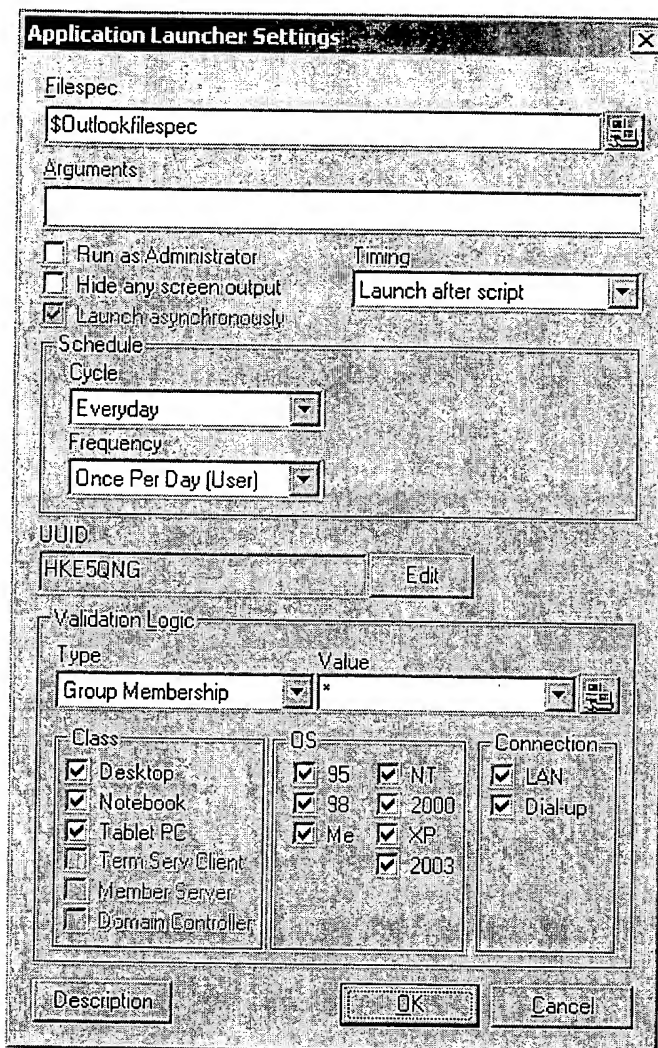 Application Launcher Settings
Filespec
$Outlookfilespec
Arguments
Run as Administrator
Timing
Hide any screen output
Launch after script
Launch asynchronously
Schedule
Cycle
Everyday
Frequency
Once Per Day (User)
UUID
HKE5QNG
Edit
Validation Logic
Type Value
Group Membership *
Class OS Connection
Desktop 95 NT LAN
Notebook 98 2000 Dial-up
Tablet PC Me XP
Term Serv Client 2003
Member Server
Domain Controller
Description OK Cancel